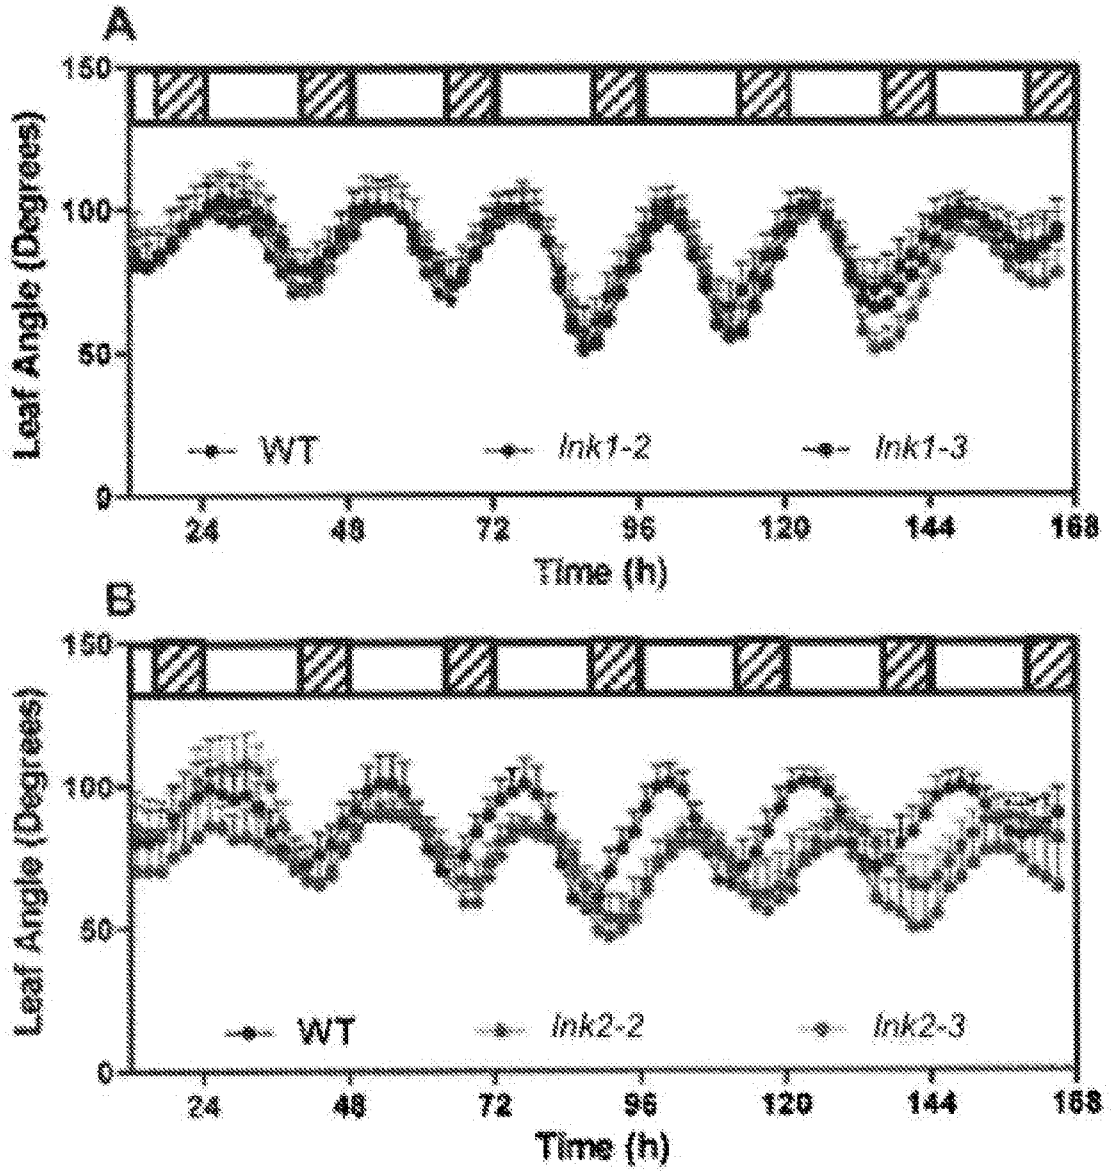 A
150
100
50
0
Leaf Angle (Degrees)
WT lnk1-2 lnk1-3
24 48 72 96 120 144 168
Time (h)
B
150
100
50
0
Leaf Angle (Degrees)
WT lnk2-2 lnk2-3
24 48 72 96 120 144 168
Time (h)